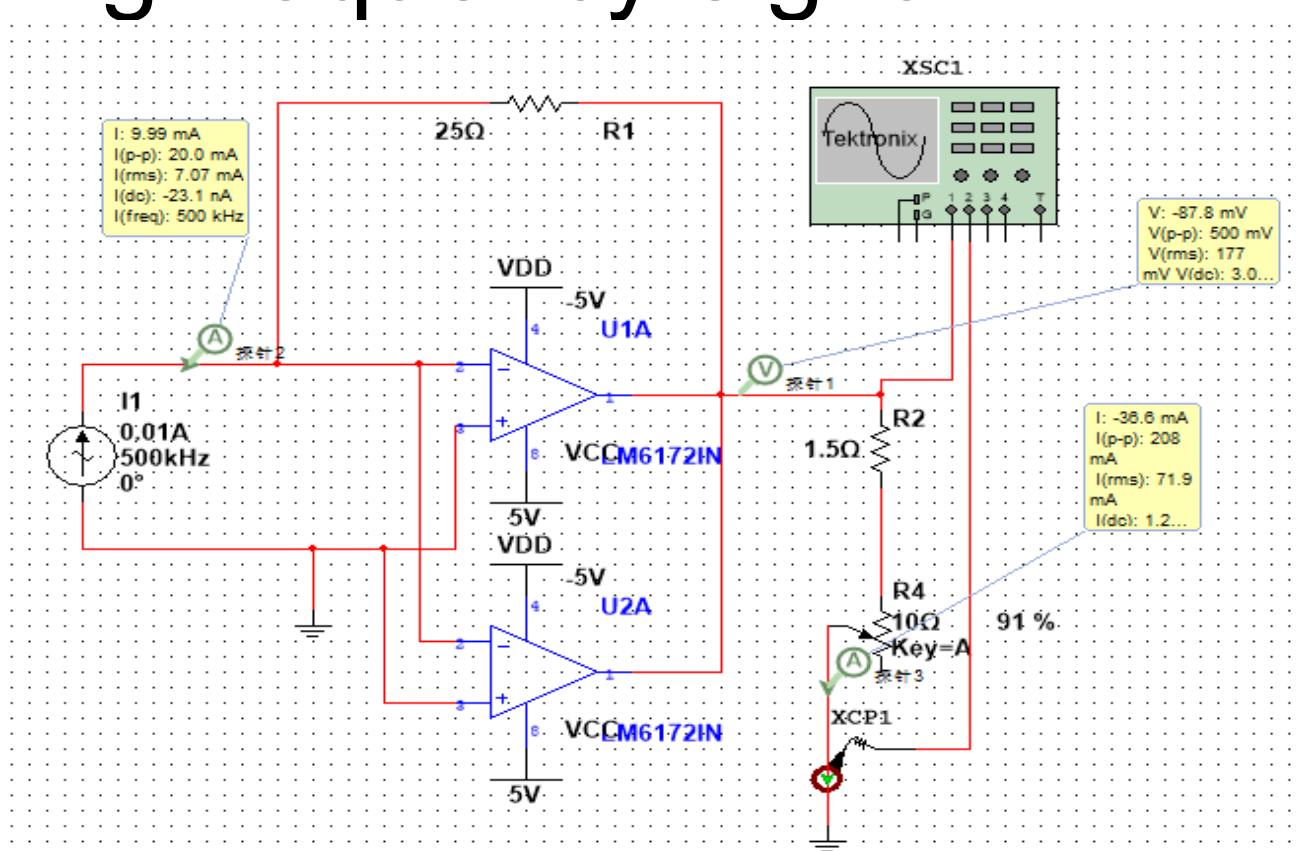 XSC1
Tektronix
P
G
1 2 3 4
T
25Ω
R1
I: 9.99 mA
I(p-p): 20.0 mA
I(rms): 7.07 mA
I(dc): -23.1 nA
I(freq): 500 kHz
V: -87.8 mV
V(p-p): 500 mV
V(rms): 177
mV V(dc): 3.0...
VDD
-5V
4
U1A
A
探针2
2
1
3
8
VCC
LM6172IN
5V
V
探针1
I1
0.01A
500kHz
0°
R2
1.5Ω
I: -36.6 mA
I(p-p): 208
mA
I(rms): 71.9
mA
I(dc): 1.2...
VDD
-5V
4
U2A
2
1
3
8
VCC
LM6172IN
5V
R4
10Ω
91 %
Key=A
A
探针3
XCP1